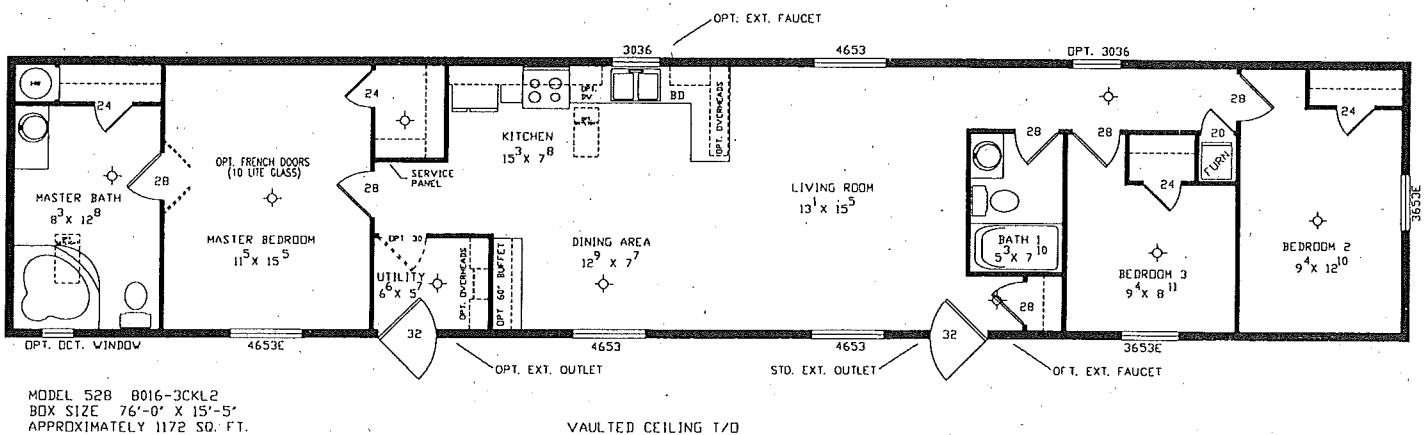 OPT. EXT. FAUCET
3036
4653
OPT. 3036
24
24
OPT. DV
BD
OPT. OVERHEADS
28
24
KITCHEN
15³ X 7⁸
28
28
20
FURN
OPT. FRENCH DOORS
(10 LITE GLASS)
SERVICE
PANEL
28
28
24
LIVING ROOM
13¹ X 15⁵
MASTER BATH
8³ X 12⁸
3653E
MASTER BEDROOM
11⁵ X 15⁵
OPT 30
DINING AREA
12⁹ X 7⁷
BATH 1
5³ X 7¹⁰
BEDROOM 2
9⁴ X 12¹⁰
UTILITY
6⁶ X 5⁷
OPT. OVERHEADS
OPT 60" BUFFET
BEDROOM 3
9⁴ X 8¹¹
28
32
32
OPT. OCT. WINDOW
4653E
4653
4653
3653E
OPT. EXT. OUTLET
STD. EXT. OUTLET
OFT. EXT. FAUCET
MODEL 528 8016-3CKL2
BOX SIZE 76'-0" X 15'-5"
APPROXIMATELY 1172 SQ. FT.
VAULTED CEILING T/O